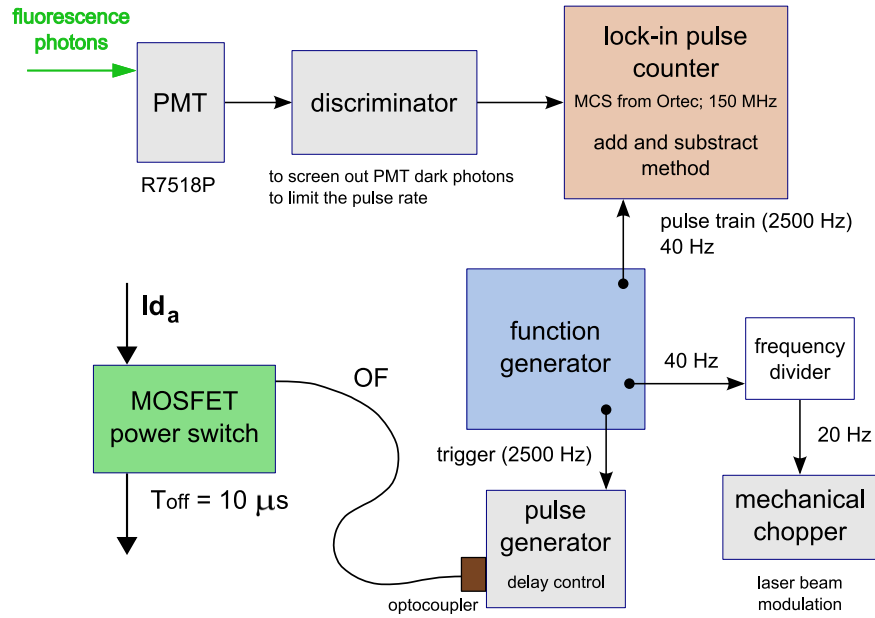 fluorescence
photons
PMT
R7518P
discriminator
to screen out PMT dark photons
to limit the pulse rate
lock-in pulse
counter
MCS from Ortec; 150 MHz
add and substract
method
pulse train (2500 Hz)
40 Hz
function
generator
40 Hz
frequency
divider
20 Hz
mechanical
chopper
laser beam
modulation
trigger (2500 Hz)
pulse
generator
delay control
optocoupler
OF
Id_a
MOSFET
power switch
Toff = 10 μs